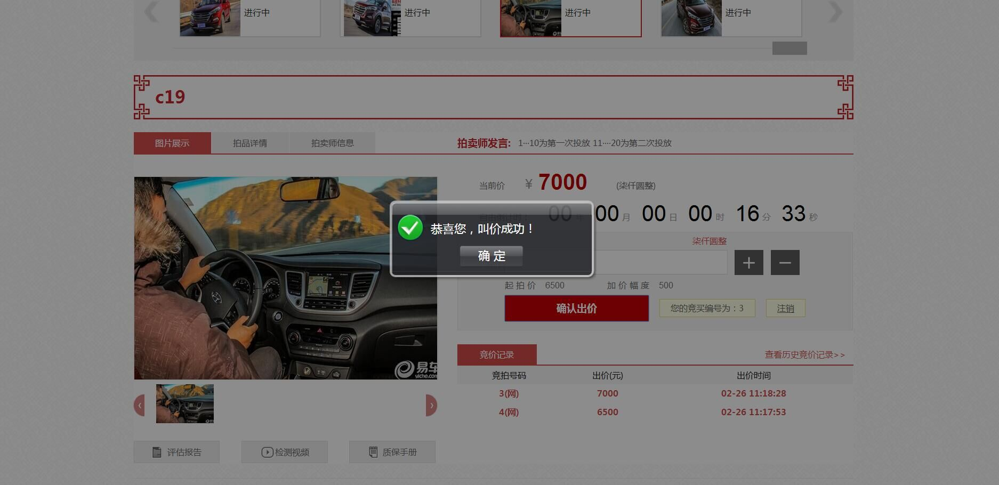 进行中
进行中
进行中
进行中
c19
图片展示 拍品详情 拍卖师信息
拍卖师发言: 1···10为第一次投放 11····20为第二次投放
当前价 ¥ 7000 (柒仟圆整)
自由倒计时： 00 年 00 月 00 日 00 时 16 分 33 秒
恭喜您，叫价成功！
确 定
柒仟圆整
+ −
起 拍 价 6500 加 价 幅 度 500
确认出价 您的竞买编号为：3 注销
易车
yiche.com
竞价记录 查看历史竞价记录>>
竞拍号码 出价(元) 出价时间
3(网) 7000 02-26 11:18:28
4(网) 6500 02-26 11:17:53
评估报告 检测视频 质保手册